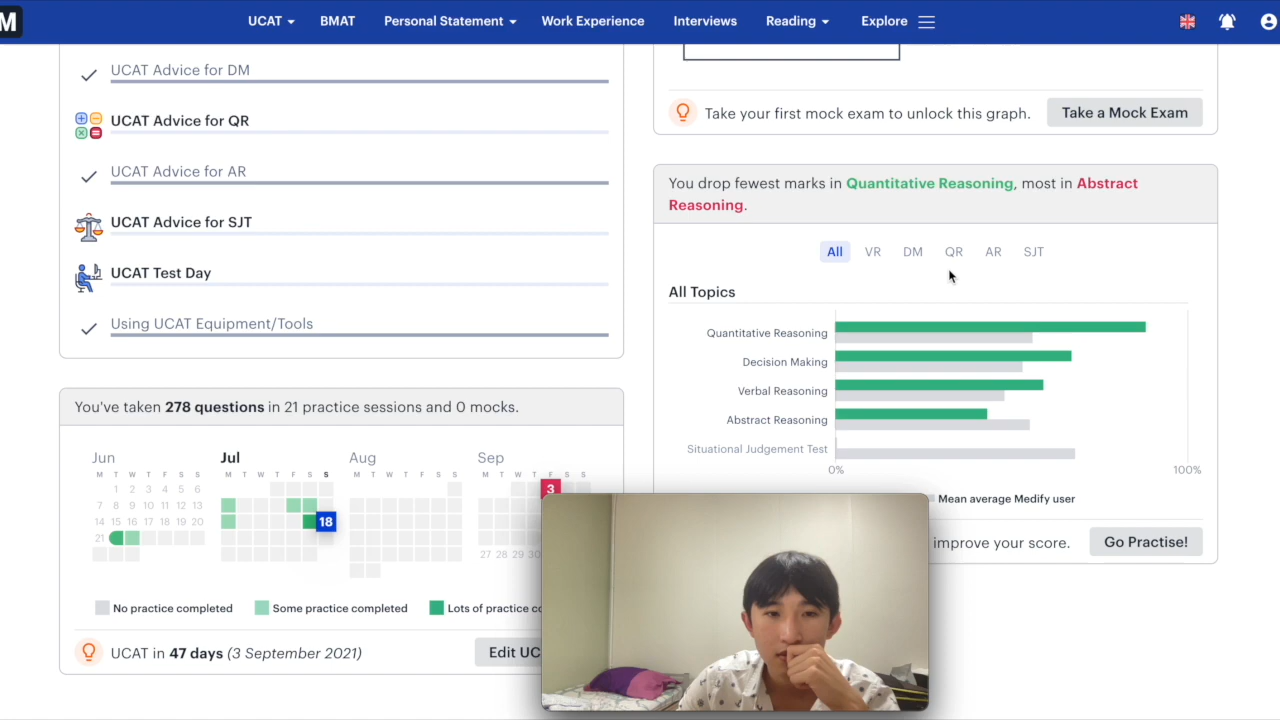 M
UCAT
BMAT
Personal Statement
Work Experience
Interviews
Reading
Explore
UCAT Advice for DM
UCAT Advice for QR
UCAT Advice for AR
UCAT Advice for SJT
UCAT Test Day
Using UCAT Equipment/Tools
You've taken 278 questions in 21 practice sessions and 0 mocks.
Jun
Jul
Aug
Sep
M T W T F S S
M T W T F S S
M T W T F S S
M T W T F S S
1 2 3 4 5 6
3
7 8 9 10 11 12 13
14 15 16 17 18 19 20
18
21
27 28 29 30
No practice completed
Some practice completed
Lots of practice co
UCAT in 47 days (3 September 2021)
Edit UC
Take your first mock exam to unlock this graph.
Take a Mock Exam
You drop fewest marks in Quantitative Reasoning, most in Abstract
Reasoning.
All
VR
DM
QR
AR
SJT
All Topics
Quantitative Reasoning
Decision Making
Verbal Reasoning
Abstract Reasoning
Situational Judgement Test
0%
100%
Mean average Medify user
improve your score.
Go Practise!